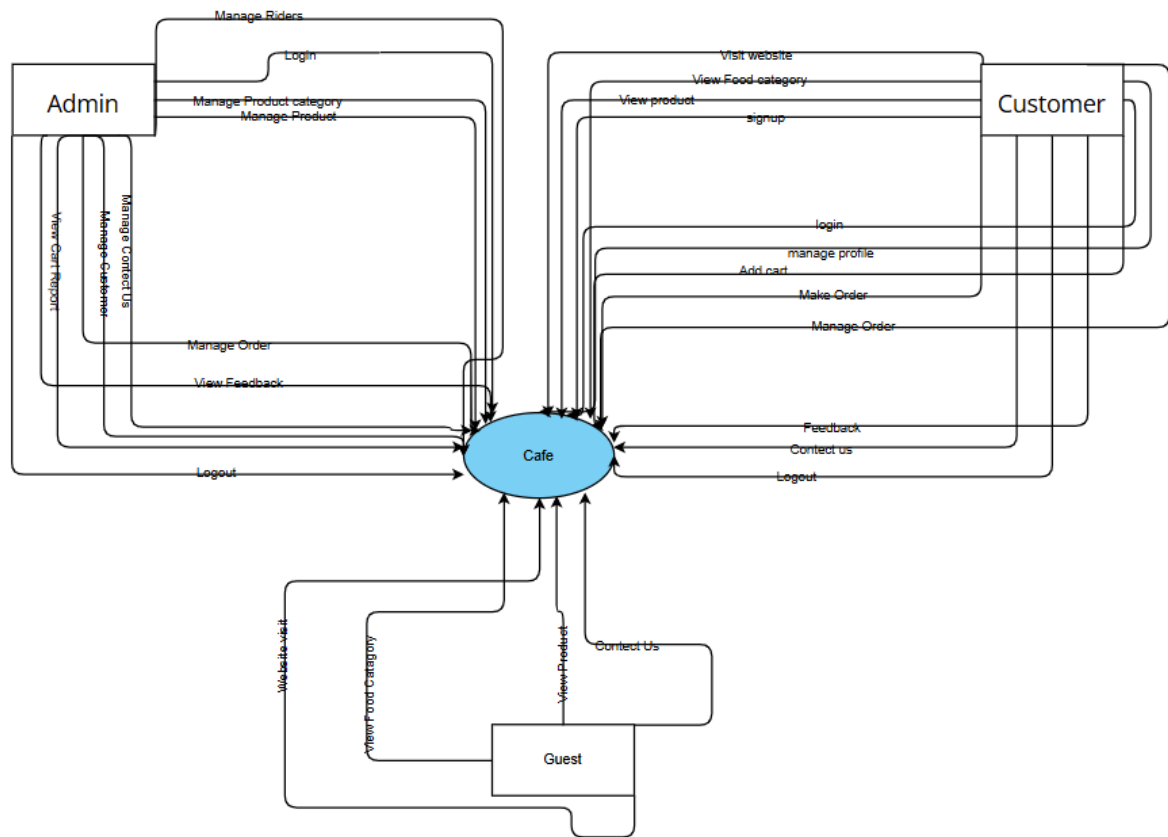 Manage Riders
Login
Visit website
Admin
View Food category
Customer
Manage Product category
View product
Manage Product
signup
View Cart Report
Manage Customer
Manage Contect Us
login
manage profile
Add cart
Make Order
Manage Order
Manage Order
View Feedback
Feedback
Cafe
Contect us
Logout
Logout
Website visit
View Food Catagory
View Product
Contect Us
Guest